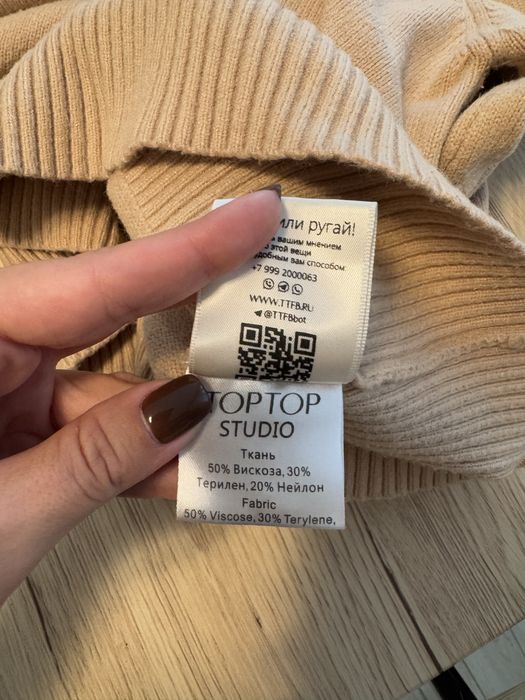 или ругай!
вашим мнением
этой вещи
удобным вам способом:
+7 999 2000063
WWW.TTFB.RU
@TTFBbot
TOPTOP
STUDIO
Ткань
50% Вискоза, 30%
Терилен, 20% Нейлон
Fabric
50% Viscose, 30% Terylene,